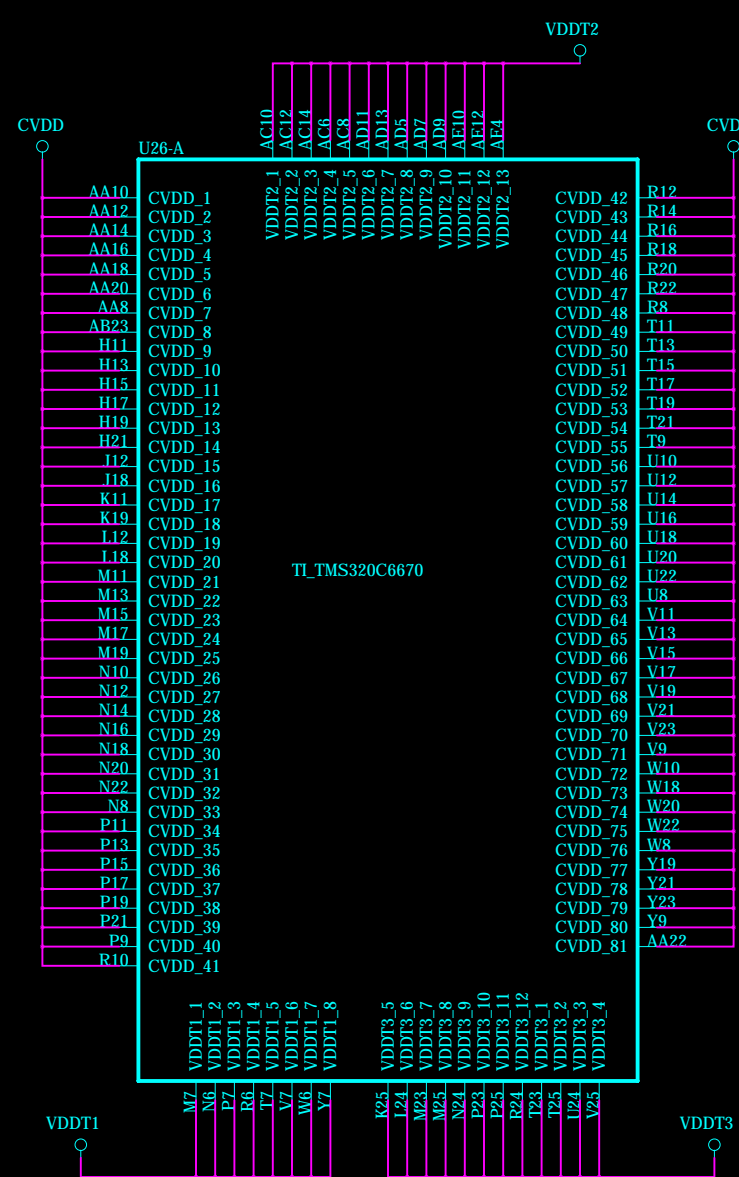 VDDT2
CVDD
CVD
U26-A
AC10
AC12
AC14
AC6
AC8
AD11
AD13
AD5
AD7
AD9
AE10
AE12
AE4
VDDT2_1
VDDT2_2
VDDT2_3
VDDT2_4
VDDT2_5
VDDT2_6
VDDT2_7
VDDT2_8
VDDT2_9
VDDT2_10
VDDT2_11
VDDT2_12
VDDT2_13
AA10 CVDD_1 CVDD_42 R12
AA12 CVDD_2 CVDD_43 R14
AA14 CVDD_3 CVDD_44 R16
AA16 CVDD_4 CVDD_45 R18
AA18 CVDD_5 CVDD_46 R20
AA20 CVDD_6 CVDD_47 R22
AA8 CVDD_7 CVDD_48 R8
AB23 CVDD_8 CVDD_49 T11
H11 CVDD_9 CVDD_50 T13
H13 CVDD_10 CVDD_51 T15
H15 CVDD_11 CVDD_52 T17
H17 CVDD_12 CVDD_53 T19
H19 CVDD_13 CVDD_54 T21
H21 CVDD_14 CVDD_55 T9
J12 CVDD_15 CVDD_56 U10
J18 CVDD_16 CVDD_57 U12
K11 CVDD_17 CVDD_58 U14
K19 CVDD_18 CVDD_59 U16
L12 CVDD_19 CVDD_60 U18
L18 CVDD_20 CVDD_61 U20
TI_TMS320C6670
M11 CVDD_21 CVDD_62 U22
M13 CVDD_22 CVDD_63 U8
M15 CVDD_23 CVDD_64 V11
M17 CVDD_24 CVDD_65 V13
M19 CVDD_25 CVDD_66 V15
N10 CVDD_26 CVDD_67 V17
N12 CVDD_27 CVDD_68 V19
N14 CVDD_28 CVDD_69 V21
N16 CVDD_29 CVDD_70 V23
N18 CVDD_30 CVDD_71 V9
N20 CVDD_31 CVDD_72 W10
N22 CVDD_32 CVDD_73 W18
N8 CVDD_33 CVDD_74 W20
P11 CVDD_34 CVDD_75 W22
P13 CVDD_35 CVDD_76 W8
P15 CVDD_36 CVDD_77 Y19
P17 CVDD_37 CVDD_78 Y21
P19 CVDD_38 CVDD_79 Y23
P21 CVDD_39 CVDD_80 Y9
P9 CVDD_40 CVDD_81 AA22
R10 CVDD_41
VDDT1_1
VDDT1_2
VDDT1_3
VDDT1_4
VDDT1_5
VDDT1_6
VDDT1_7
VDDT1_8
VDDT3_5
VDDT3_6
VDDT3_7
VDDT3_8
VDDT3_9
VDDT3_10
VDDT3_11
VDDT3_12
VDDT3_1
VDDT3_2
VDDT3_3
VDDT3_4
M7
N6
P7
R6
T7
V7
W6
Y7
K25
L24
M23
M25
N24
P23
P25
R24
T23
T25
U24
V25
VDDT1
VDDT3